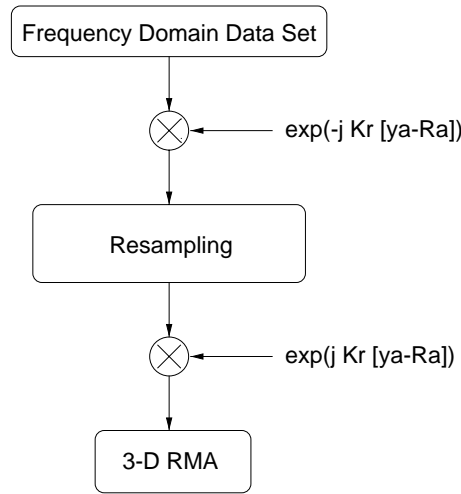 Frequency Domain Data Set
exp(-j Kr [ya-Ra])
Resampling
exp(j Kr [ya-Ra])
3-D RMA